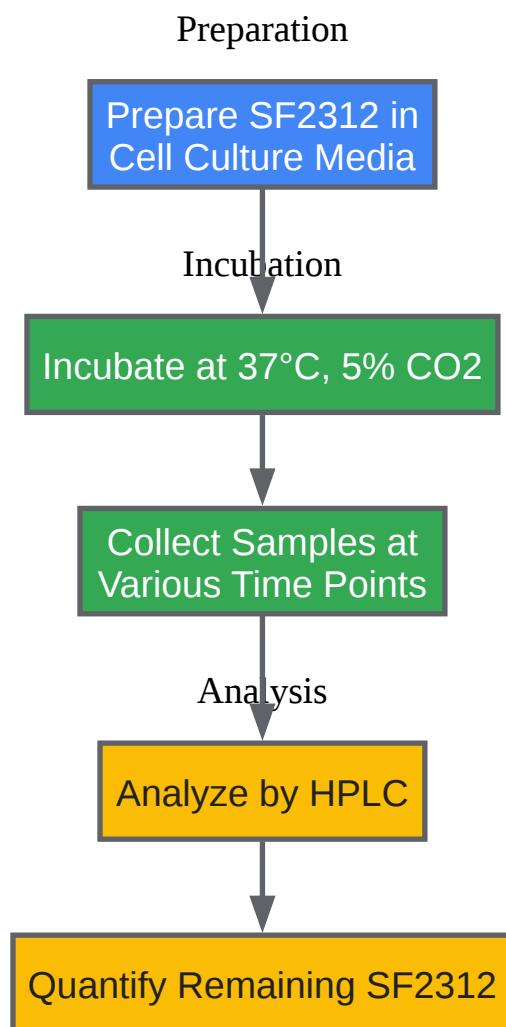 Preparation
Prepare SF2312 in
Cell Culture Media
Incubation
Incubate at 37°C, 5% CO2
Collect Samples at
Various Time Points
Analysis
Analyze by HPLC
Quantify Remaining SF2312